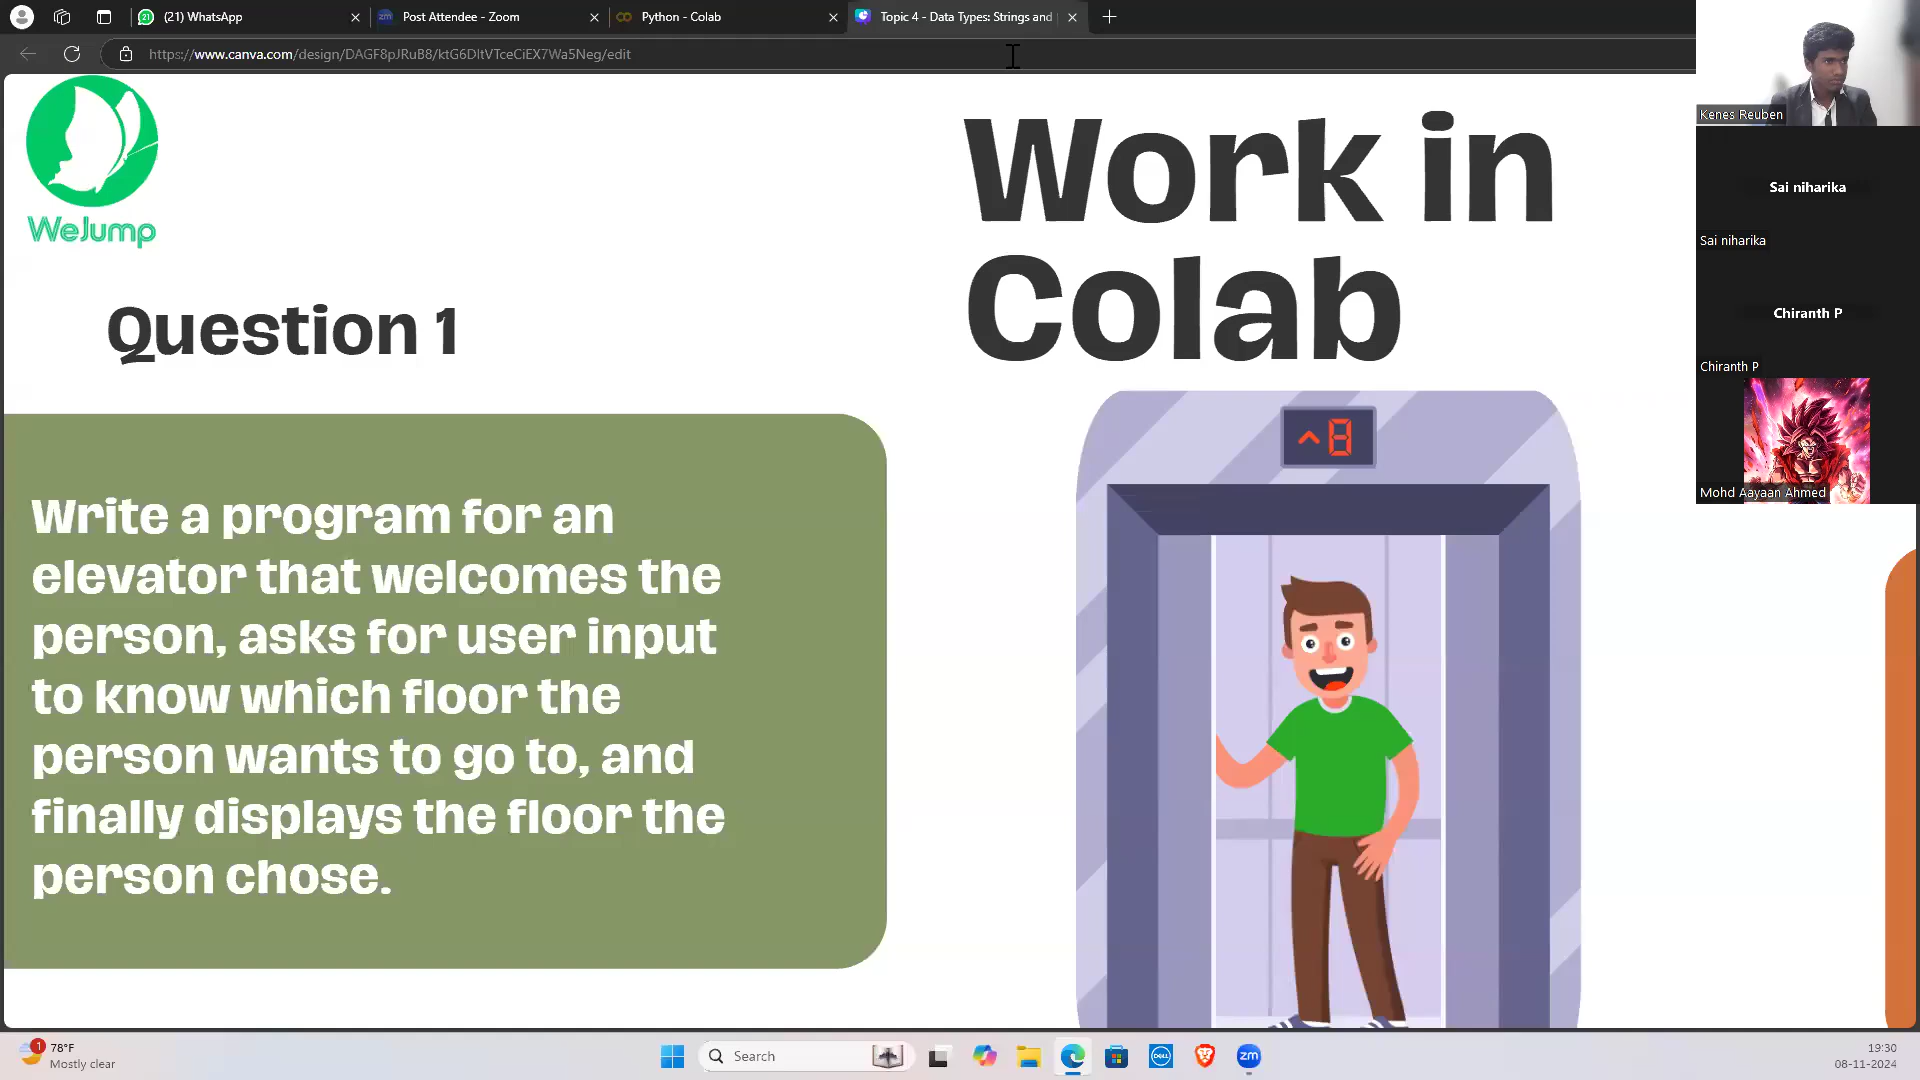 (21) WhatsApp
Post Attendee - Zoom
Python - Colab
Topic 4 - Data Types: Strings and
https://www.canva.com/design/DAGF8pJRuB8/ktG6DltVTceCiEX7Wa5Neg/edit
WeJump
Work in
Colab
Question 1
Write a program for an
elevator that welcomes the
person, asks for user input
to know which floor the
person wants to go to, and
finally displays the floor the
person chose.
^8
Kenes Reuben
Sai niharika
Sai niharika
Chiranth P
Chiranth P
Mohd Aayaan Ahmed
1
78°F
Mostly clear
Search
zm
19:30
08-11-2024